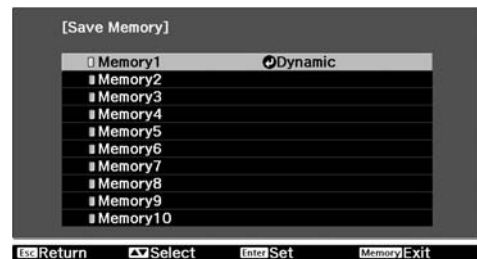 [Save Memory]
Memory1 Dynamic
Memory2
Memory3
Memory4
Memory5
Memory6
Memory7
Memory8
Memory9
Memory10
Esc Return Select Enter Set Memory Exit